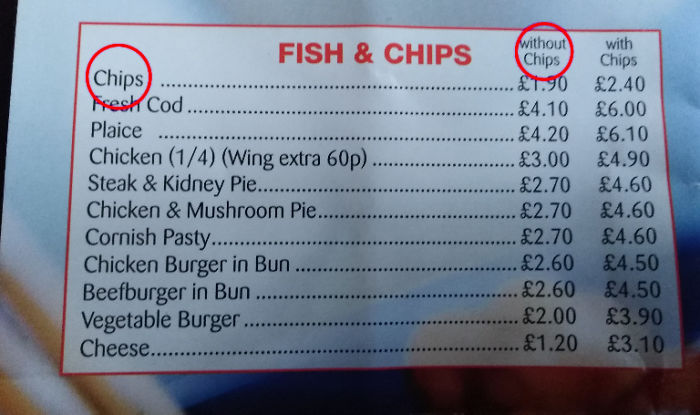 FISH & CHIPS without Chips with Chips
Chips ........ £1.90 £2.40
Fresh Cod ........ £4.10 £6.00
Plaice ........ £4.20 £6.10
Chicken (1/4) (Wing extra 60p) ........ £3.00 £4.90
Steak & Kidney Pie ........ £2.70 £4.60
Chicken & Mushroom Pie ........ £2.70 £4.60
Cornish Pasty ........ £2.70 £4.60
Chicken Burger in Bun ........ £2.60 £4.50
Beefburger in Bun ........ £2.60 £4.50
Vegetable Burger ........ £2.00 £3.90
Cheese ........ £1.20 £3.10